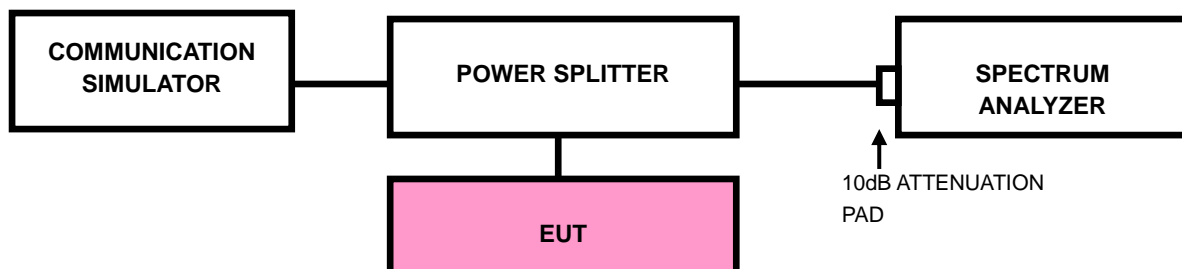 COMMUNICATION
SIMULATOR
POWER SPLITTER
SPECTRUM
ANALYZER
10dB ATTENUATION
PAD
EUT